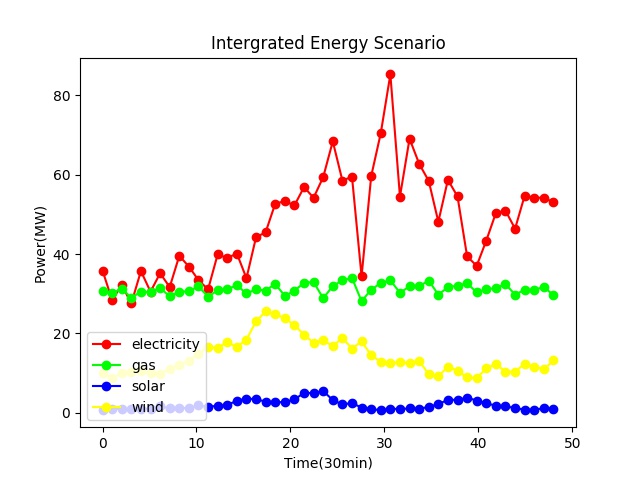 Intergrated Energy Scenario
Power(MW)
80
60
40
20
0
electricity
gas
solar
wind
0 10 20 30 40 50
Time(30min)